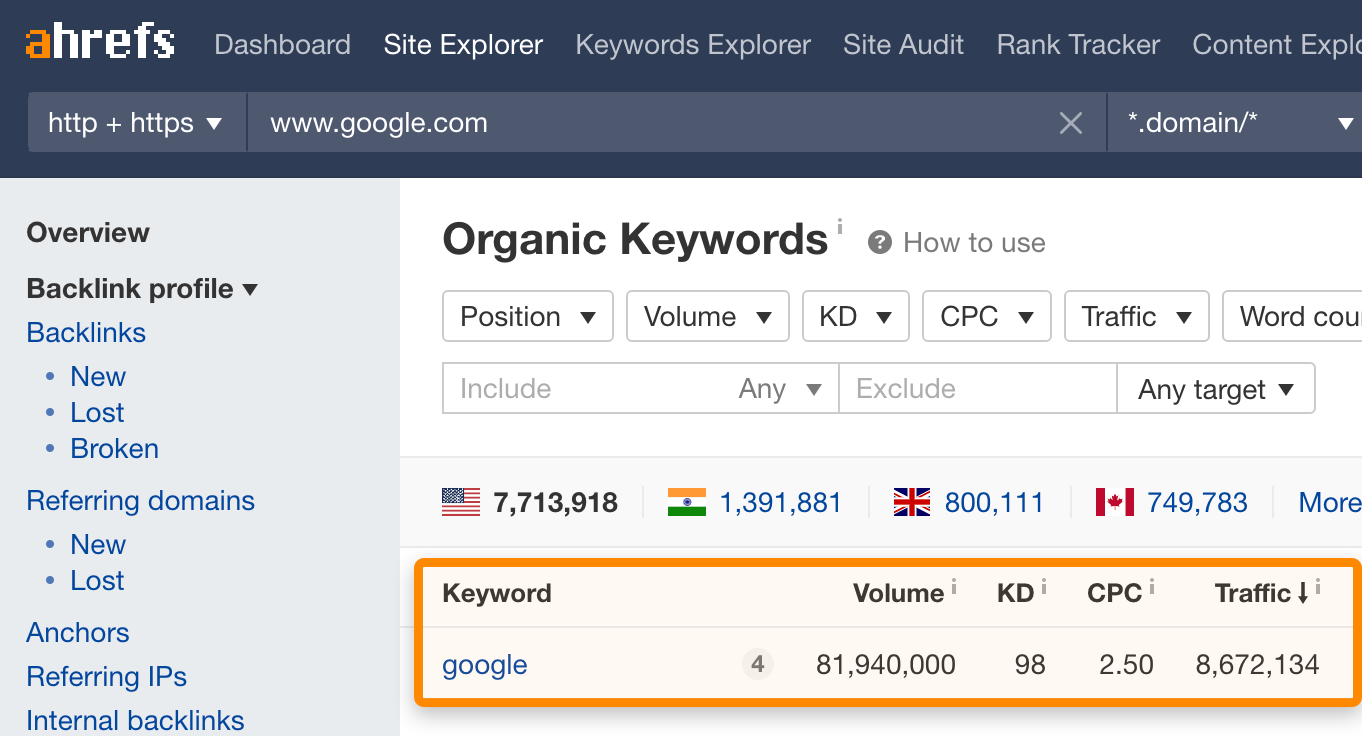 ahrefs Dashboard Site Explorer Keywords Explorer Site Audit Rank Tracker Content Explo
http + https www.google.com *.domain/*
Overview
Backlink profile
Backlinks
New
Lost
Broken
Referring domains
New
Lost
Anchors
Referring IPs
Internal backlinks
Organic Keywords i ? How to use
Position Volume KD CPC Traffic Word cou
Include Any Exclude Any target
7,713,918 1,391,881 800,111 749,783 More
Keyword Volume i KD i CPC i Traffic i
google 4 81,940,000 98 2.50 8,672,134